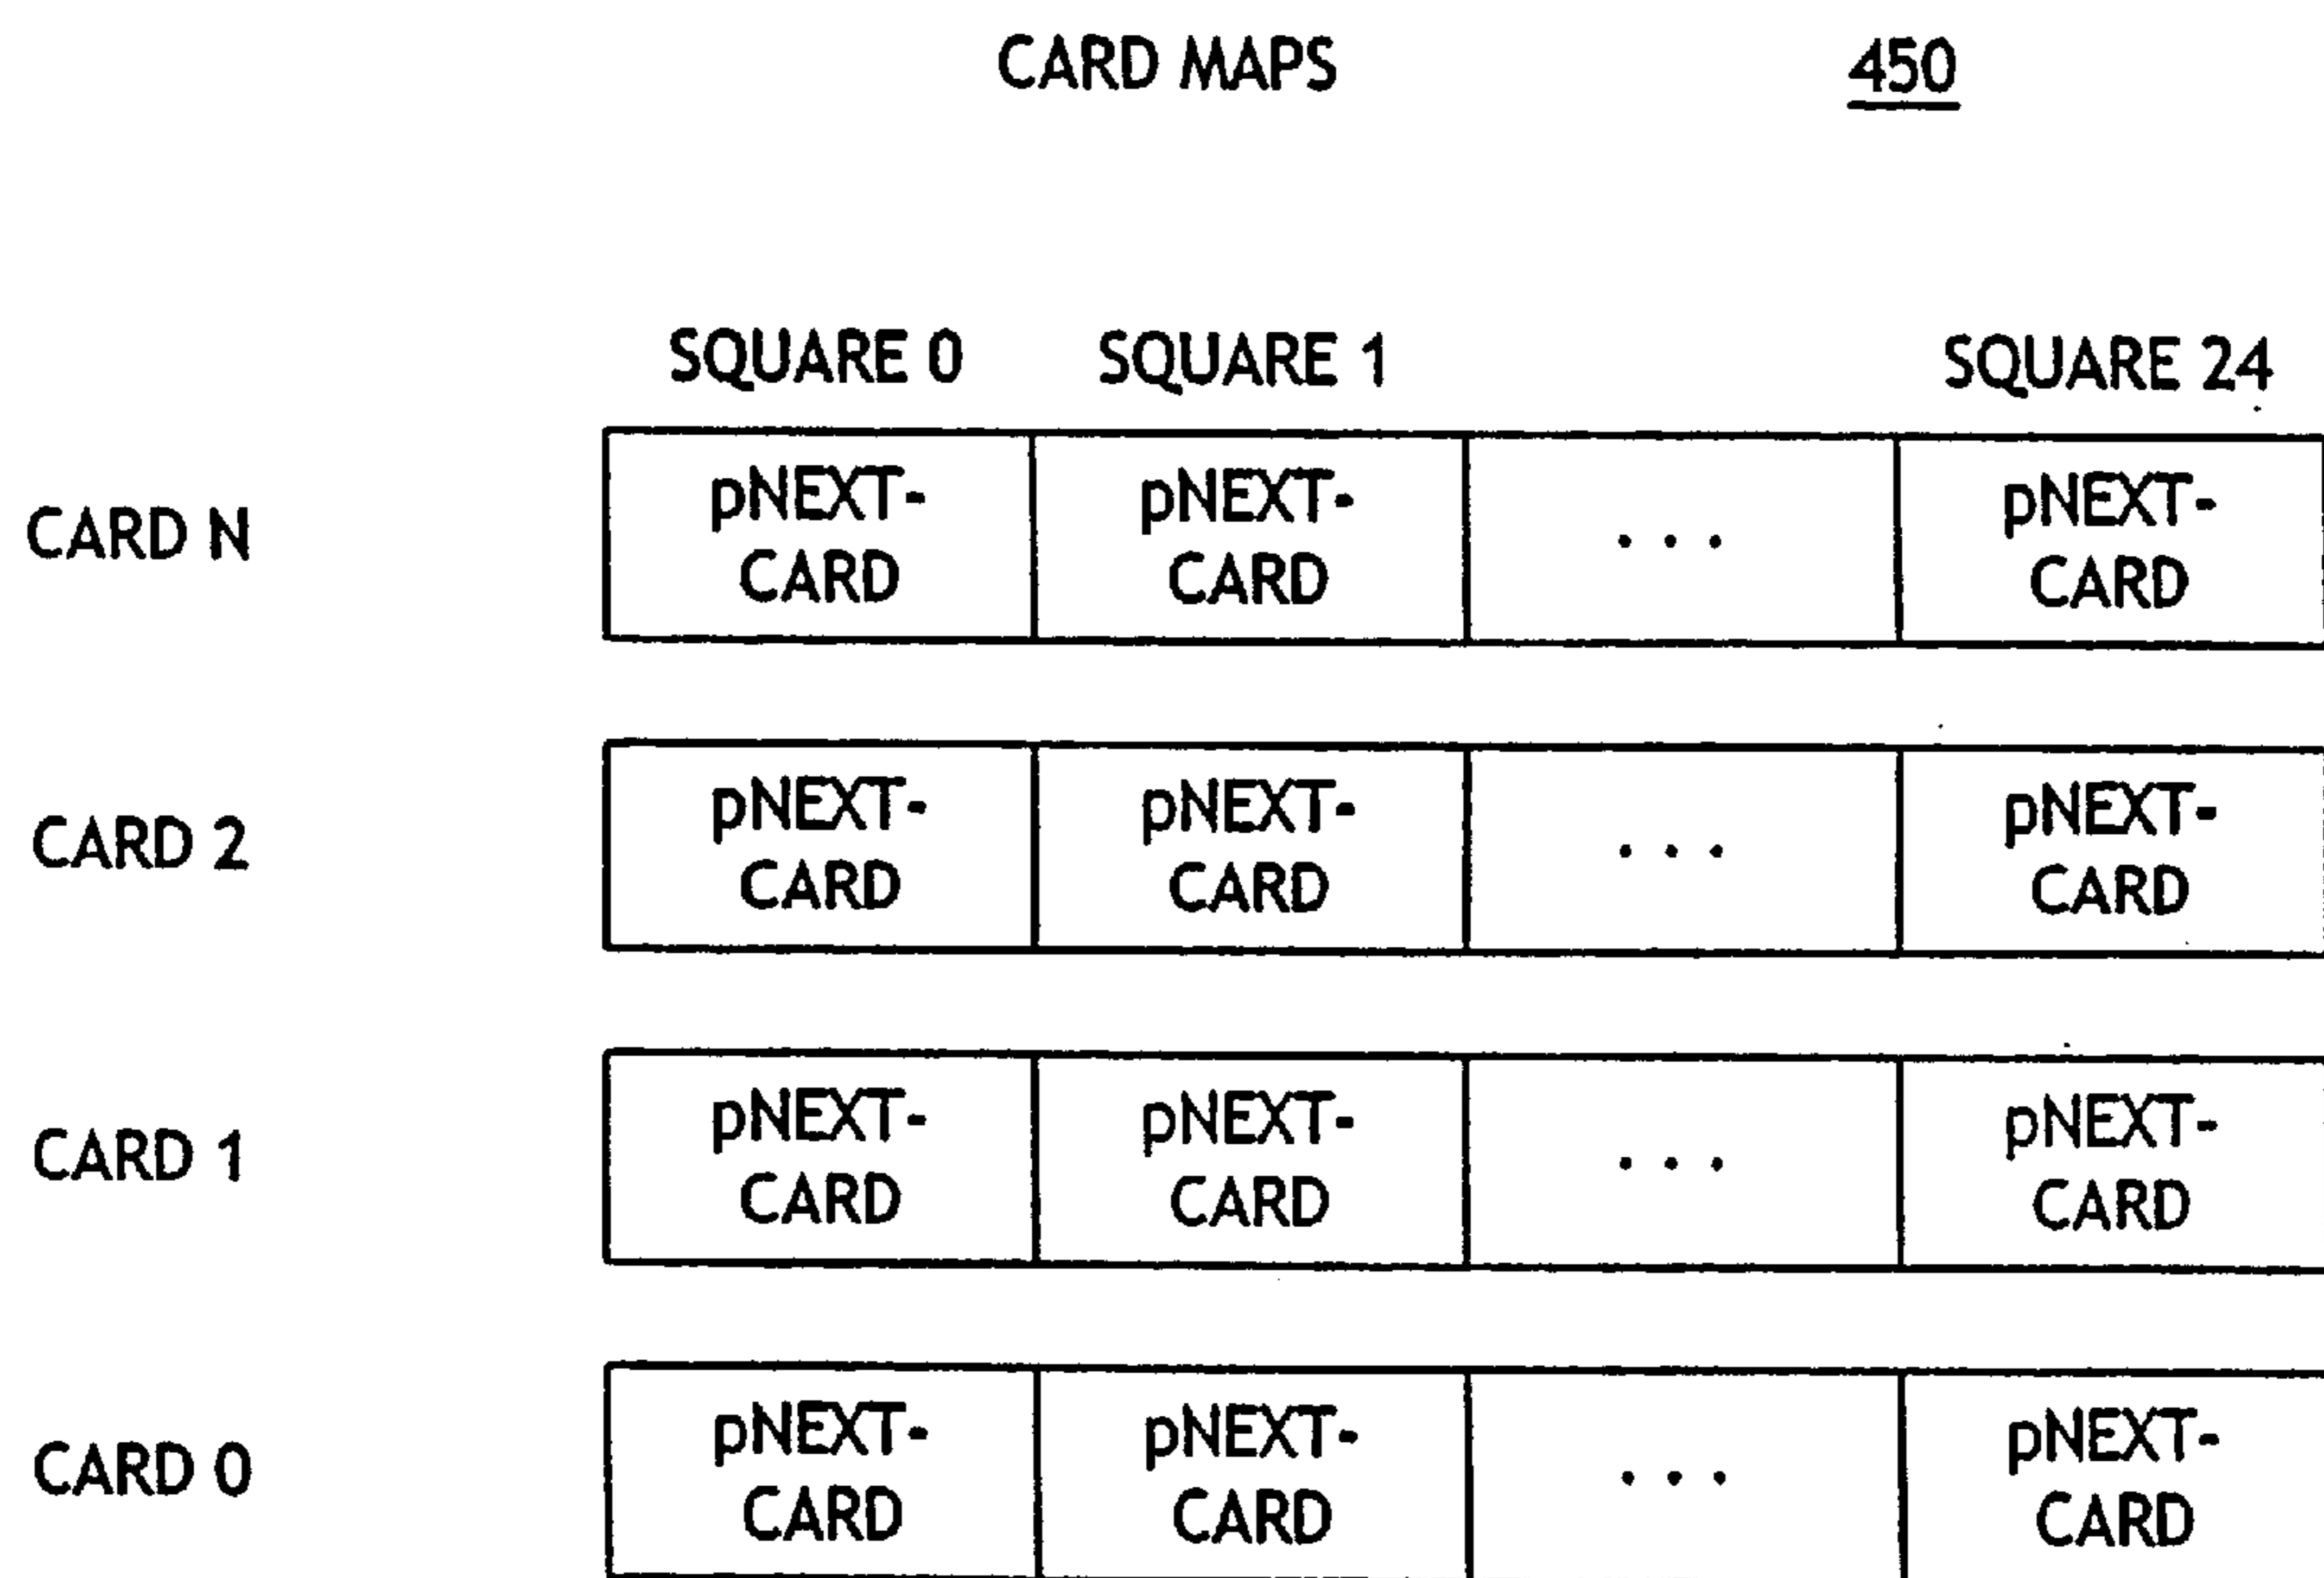 CARD MAPS 450
SQUARE 0 SQUARE 1 SQUARE 24
CARD N
pNEXT- pNEXT- pNEXT-
CARD CARD . . . CARD
CARD 2
pNEXT- pNEXT- pNEXT-
CARD CARD . . . CARD
CARD 1
pNEXT- pNEXT- pNEXT-
CARD CARD . . . CARD
CARD 0
pNEXT- pNEXT- pNEXT-
CARD CARD . . . CARD